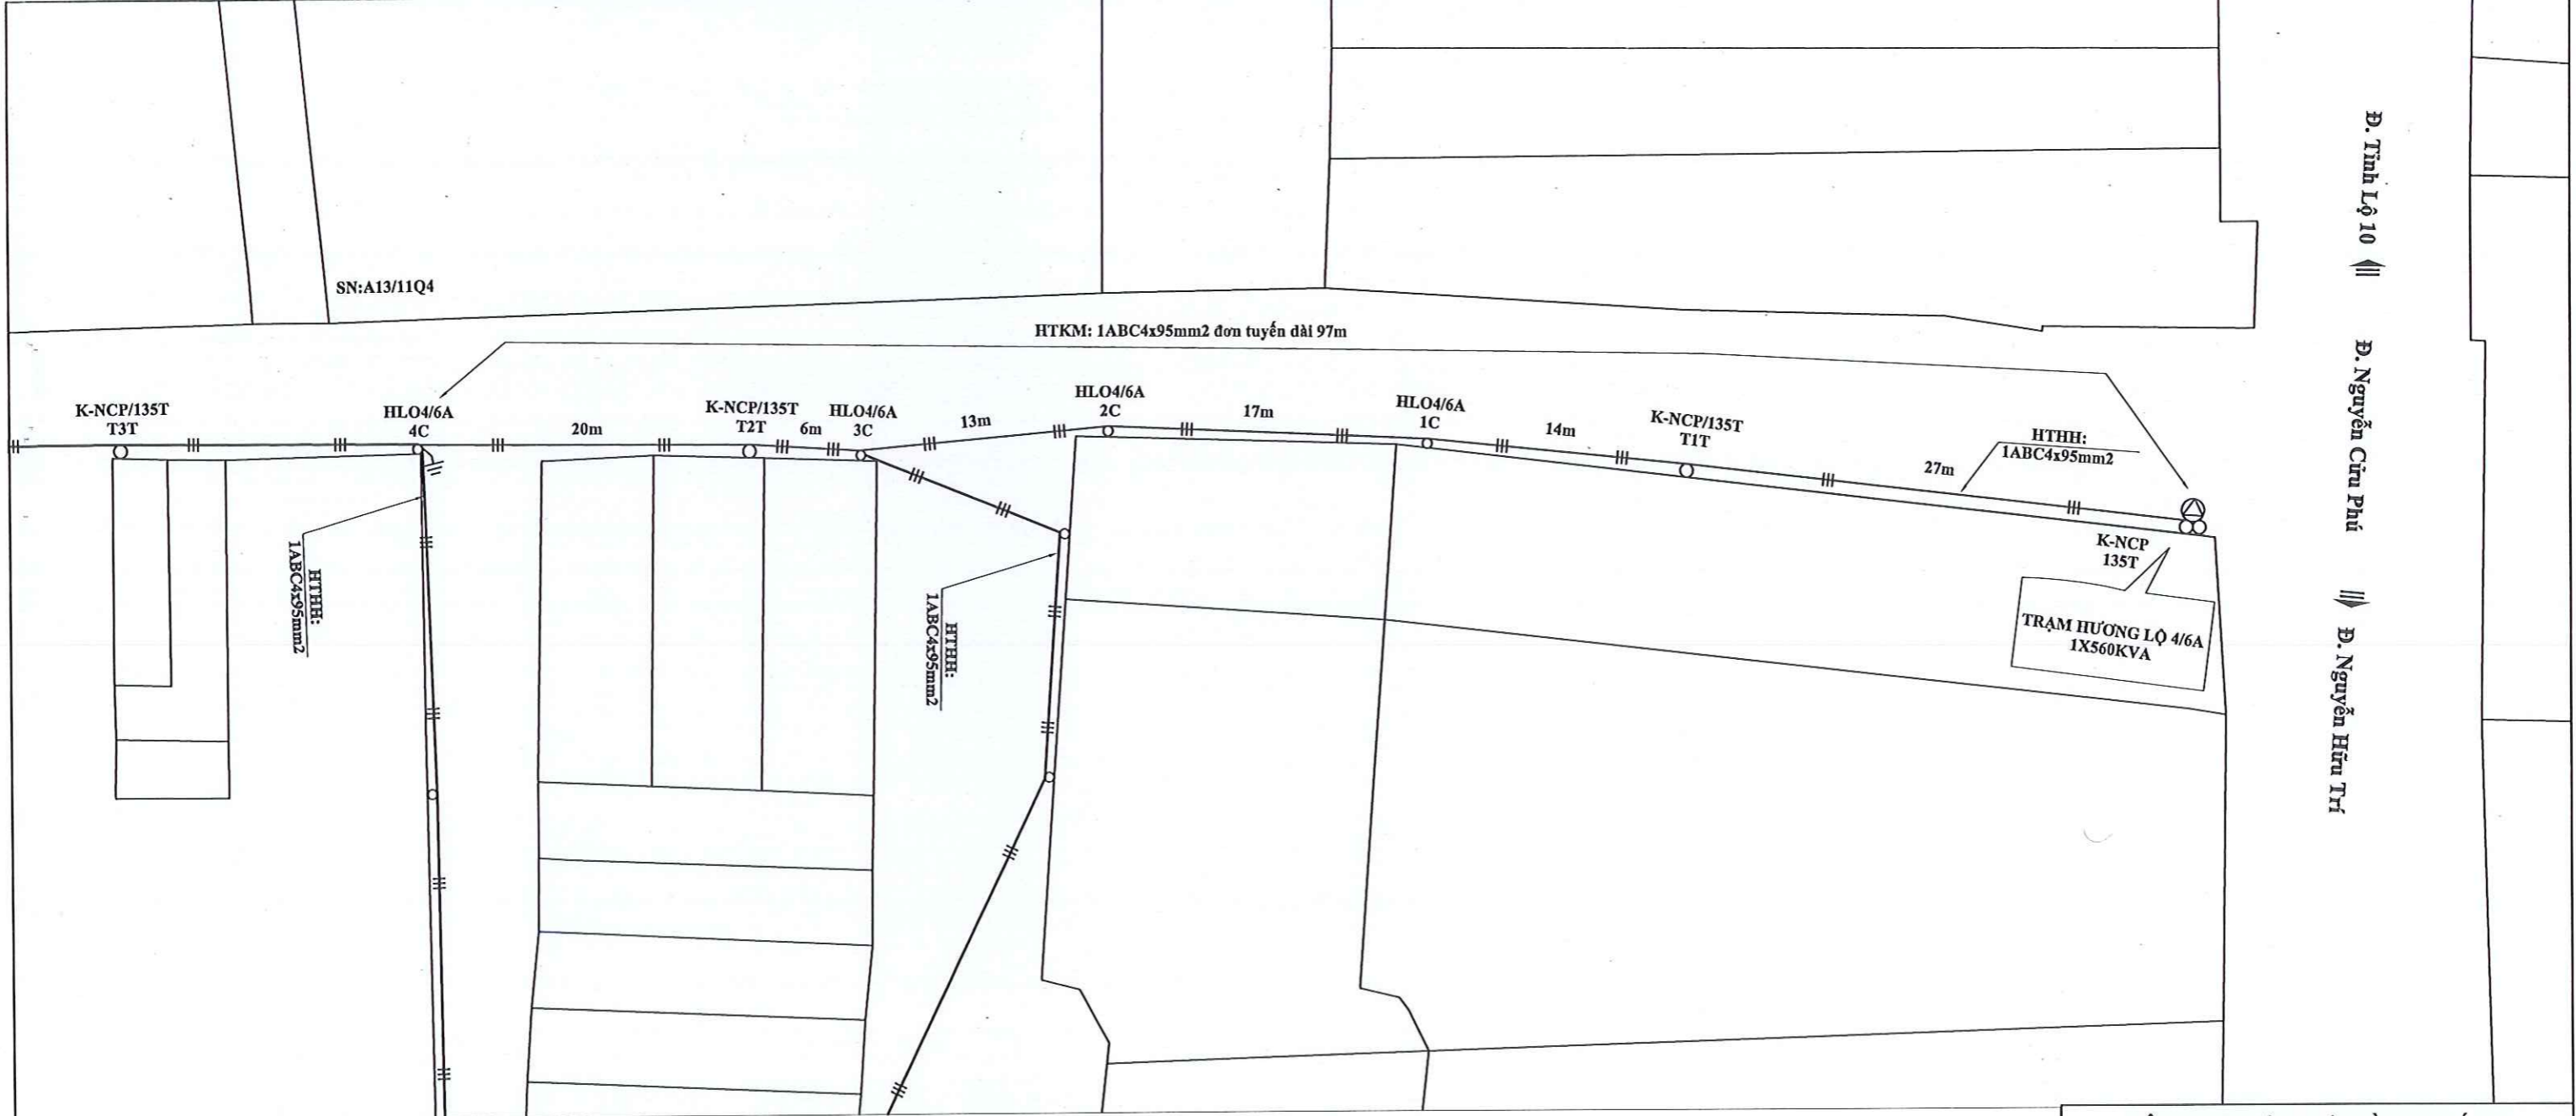 SN:A13/11Q4
HTKM: 1ABC4x95mm2 đơn tuyến dài 97m
K-NCP/135T
T3T
HLO4/6A
4C
20m
K-NCP/135T
T2T
6m
HLO4/6A
3C
13m
HLO4/6A
2C
17m
HLO4/6A
1C
14m
K-NCP/135T
T1T
27m
HTHH:
1ABC4x95mm2
K-NCP
135T
TRẠM HƯƠNG LỘ 4/6A
1X560KVA
HTHH:
1ABC4x95mm2
HTHH:
1ABC4x95mm2
Đ. Tỉnh Lộ 10
Đ. Nguyễn Cửu Phú
Đ. Nguyễn Hữu Trí